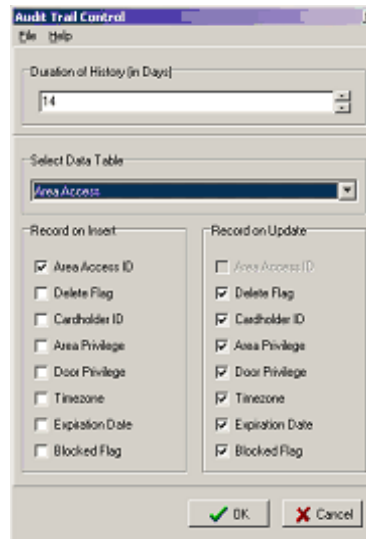 Audit Trail Control
File Help
Duration of History (in Days)
14
Select Data Table
Area Access
Record on Insert
Area Access ID
Delete Flag
Cardholder ID
Area Privilege
Door Privilege
Timezone
Expiration Date
Blocked Flag
Record on Update
Area Access ID
Delete Flag
Cardholder ID
Area Privilege
Door Privilege
Timezone
Expiration Date
Blocked Flag
OK Cancel